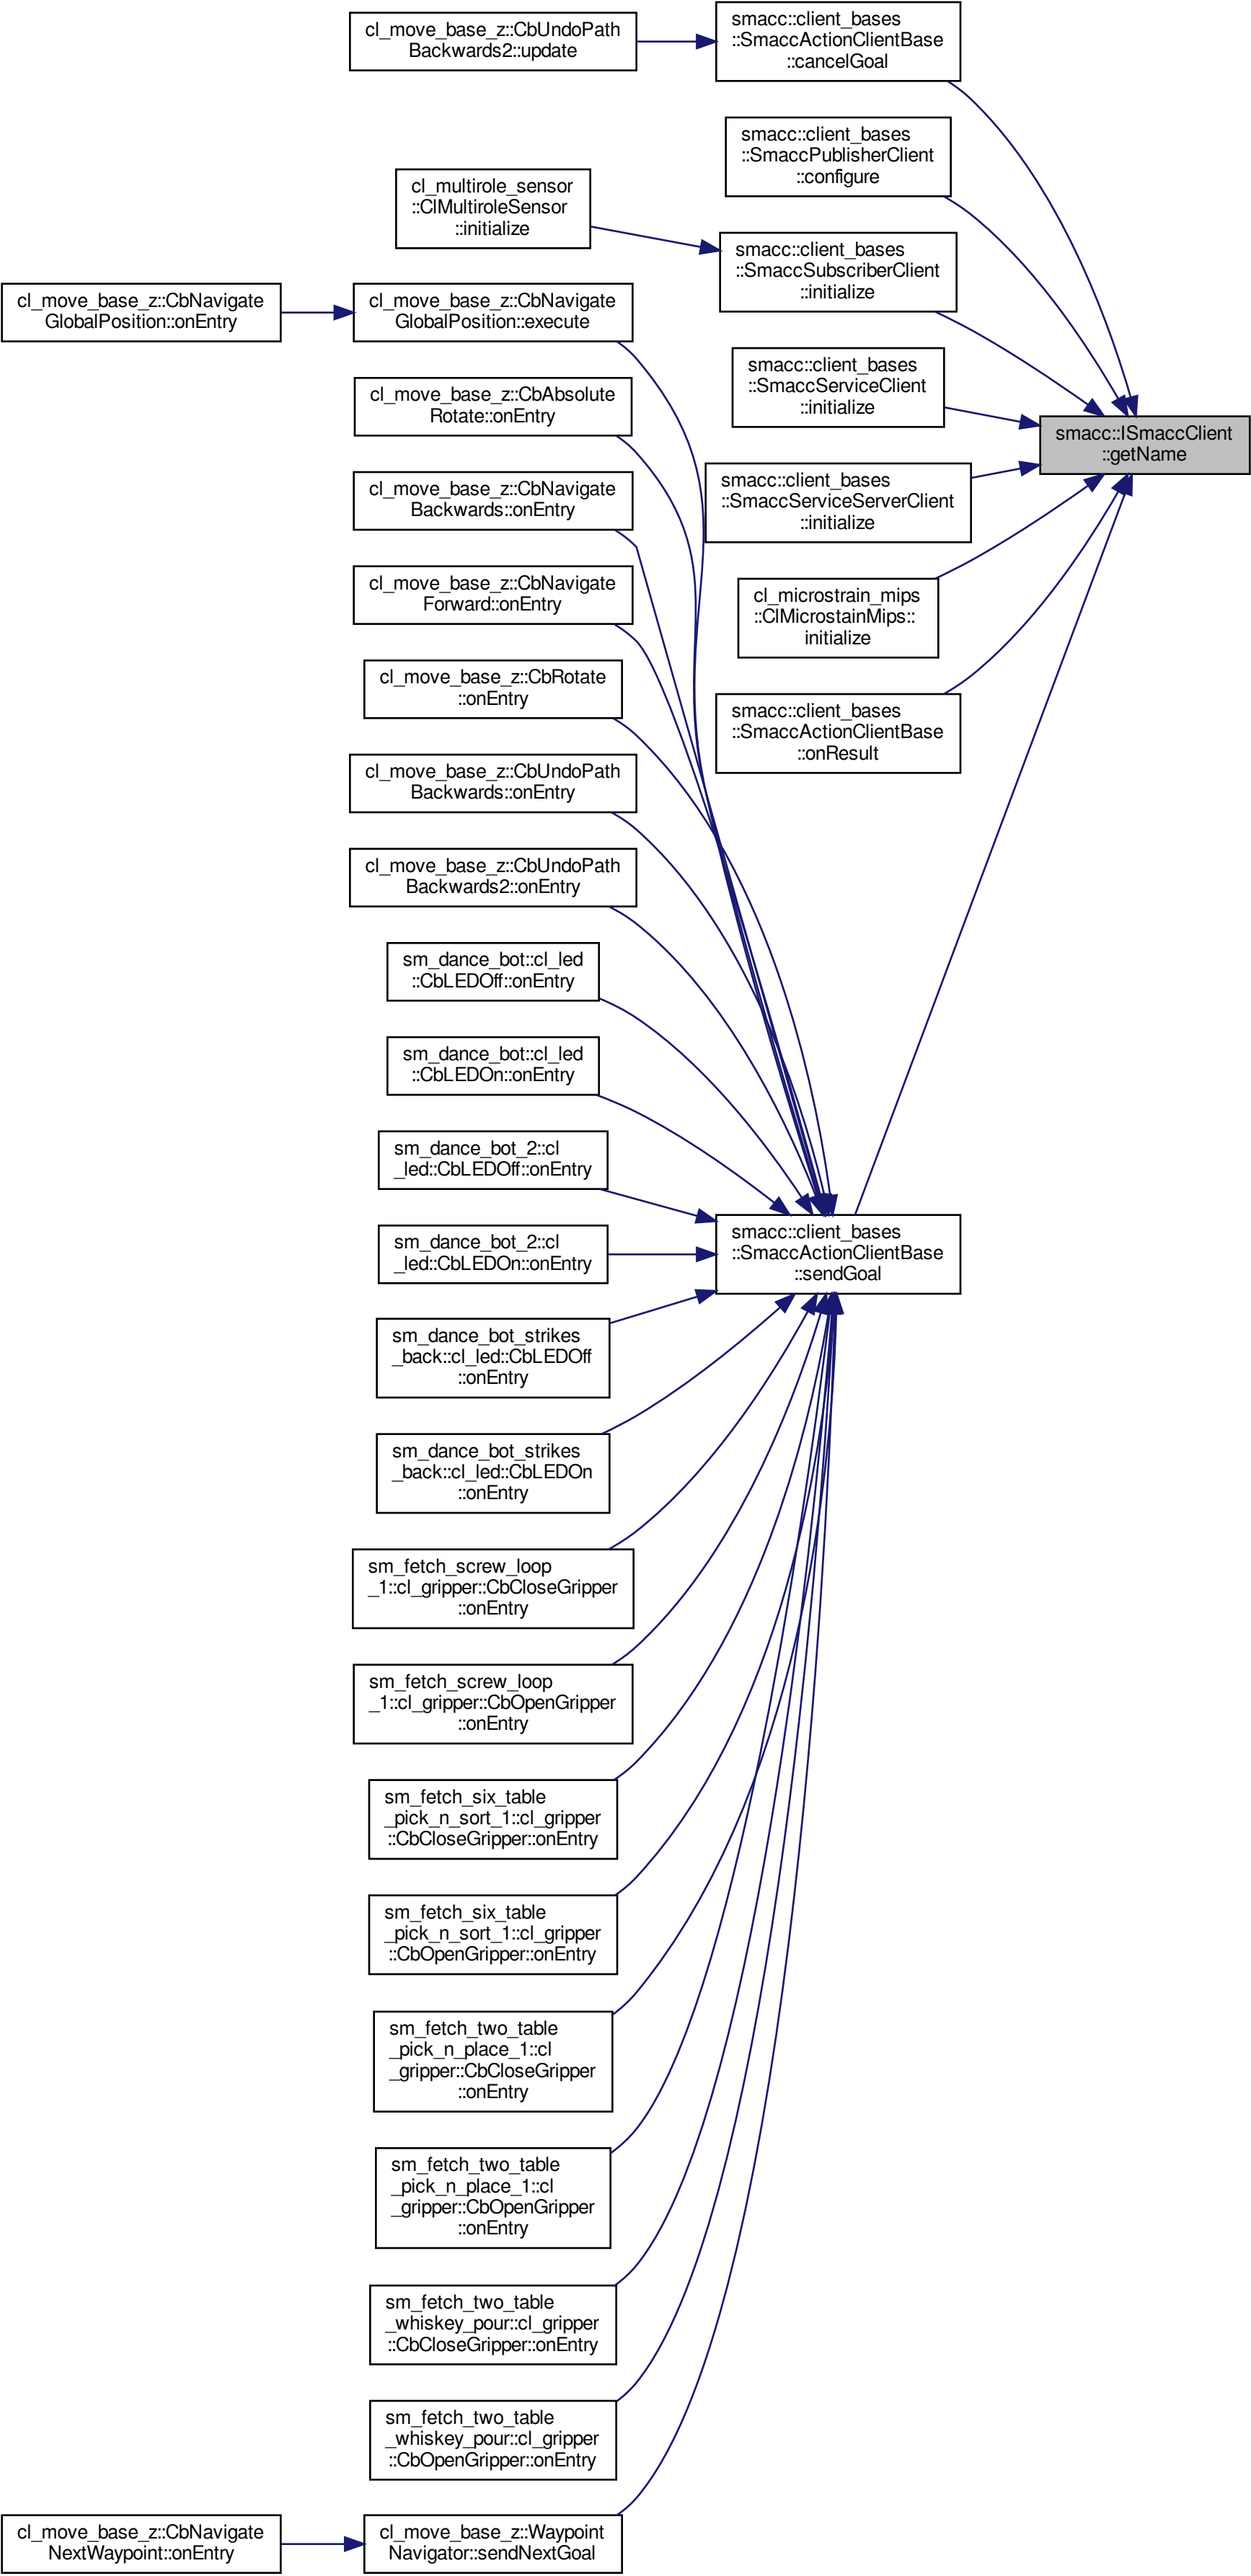 cl_move_base_z::CbUndoPath
Backwards2::update
smacc::client_bases
::SmaccActionClientBase
::cancelGoal
smacc::client_bases
::SmaccPublisherClient
::configure
cl_multirole_sensor
::ClMultiroleSensor
::initialize
smacc::client_bases
::SmaccSubscriberClient
::initialize
cl_move_base_z::CbNavigate
GlobalPosition::onEntry
cl_move_base_z::CbNavigate
GlobalPosition::execute
smacc::client_bases
::SmaccServiceClient
::initialize
cl_move_base_z::CbAbsolute
Rotate::onEntry
smacc::ISmaccClient
::getName
cl_move_base_z::CbNavigate
Backwards::onEntry
smacc::client_bases
::SmaccServiceServerClient
::initialize
cl_move_base_z::CbNavigate
Forward::onEntry
cl_microstrain_mips
::ClMicrostainMips::
initialize
cl_move_base_z::CbRotate
::onEntry
smacc::client_bases
::SmaccActionClientBase
::onResult
cl_move_base_z::CbUndoPath
Backwards::onEntry
cl_move_base_z::CbUndoPath
Backwards2::onEntry
sm_dance_bot::cl_led
::CbLEDOff::onEntry
sm_dance_bot::cl_led
::CbLEDOn::onEntry
sm_dance_bot_2::cl
_led::CbLEDOff::onEntry
sm_dance_bot_2::cl
_led::CbLEDOn::onEntry
smacc::client_bases
::SmaccActionClientBase
::sendGoal
sm_dance_bot_strikes
_back::cl_led::CbLEDOff
::onEntry
sm_dance_bot_strikes
_back::cl_led::CbLEDOn
::onEntry
sm_fetch_screw_loop
_1::cl_gripper::CbCloseGripper
::onEntry
sm_fetch_screw_loop
_1::cl_gripper::CbOpenGripper
::onEntry
sm_fetch_six_table
_pick_n_sort_1::cl_gripper
::CbCloseGripper::onEntry
sm_fetch_six_table
_pick_n_sort_1::cl_gripper
::CbOpenGripper::onEntry
sm_fetch_two_table
_pick_n_place_1::cl
_gripper::CbCloseGripper
::onEntry
sm_fetch_two_table
_pick_n_place_1::cl
_gripper::CbOpenGripper
::onEntry
sm_fetch_two_table
_whiskey_pour::cl_gripper
::CbCloseGripper::onEntry
sm_fetch_two_table
_whiskey_pour::cl_gripper
::CbOpenGripper::onEntry
cl_move_base_z::CbNavigate
NextWaypoint::onEntry
cl_move_base_z::Waypoint
Navigator::sendNextGoal